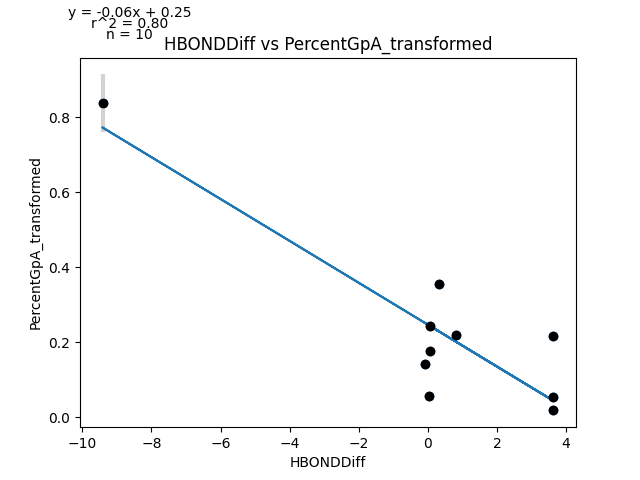 y = -0.06x + 0.25
r^2 = 0.80
n = 10
HBONDDiff vs PercentGpA_transformed
PercentGpA_transformed
0.8
0.6
0.4
0.2
0.0
−10
−8
−6
−4
−2
0
2
4
HBONDDiff